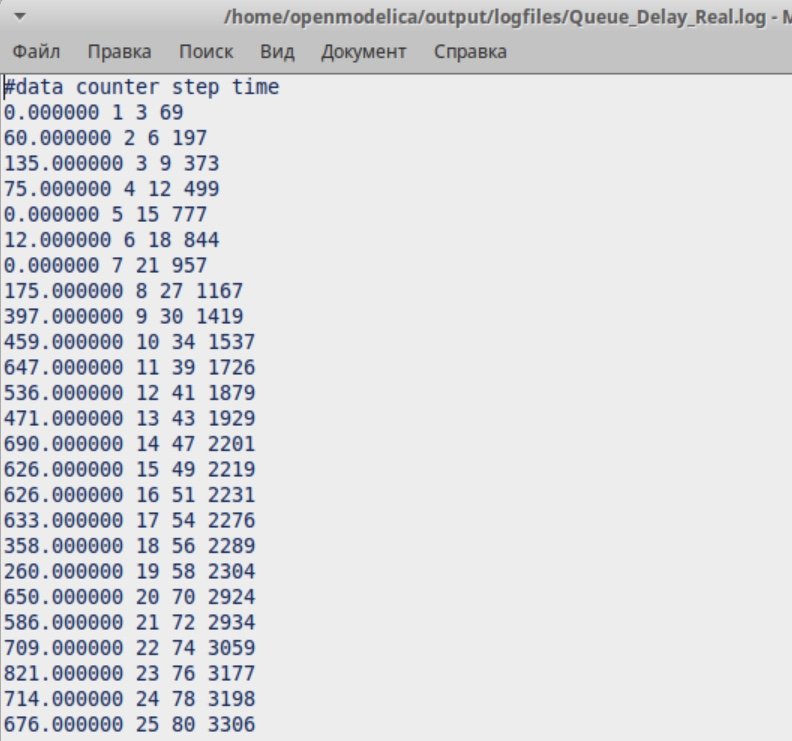 /home/openmodelica/output/logfiles/Queue_Delay_Real.log - M
Файл Правка Поиск Вид Документ Справка
#data counter step time
0.000000 1 3 69
60.000000 2 6 197
135.000000 3 9 373
75.000000 4 12 499
0.000000 5 15 777
12.000000 6 18 844
0.000000 7 21 957
175.000000 8 27 1167
397.000000 9 30 1419
459.000000 10 34 1537
647.000000 11 39 1726
536.000000 12 41 1879
471.000000 13 43 1929
690.000000 14 47 2201
626.000000 15 49 2219
626.000000 16 51 2231
633.000000 17 54 2276
358.000000 18 56 2289
260.000000 19 58 2304
650.000000 20 70 2924
586.000000 21 72 2934
709.000000 22 74 3059
821.000000 23 76 3177
714.000000 24 78 3198
676.000000 25 80 3306